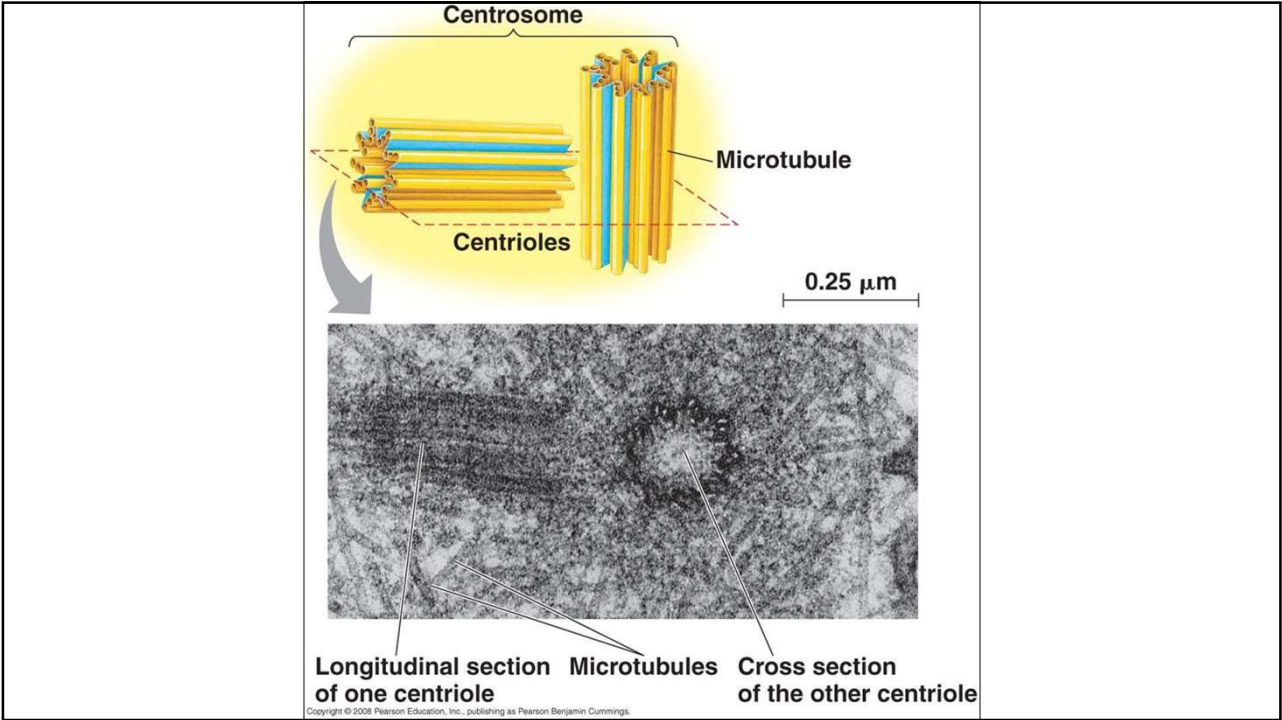 Centrosome
Microtubule
Centrioles
0.25 μm
Longitudinal section
of one centriole
Microtubules
Cross section
of the other centriole
Copyright © 2008 Pearson Education, Inc., publishing as Pearson Benjamin Cummings.